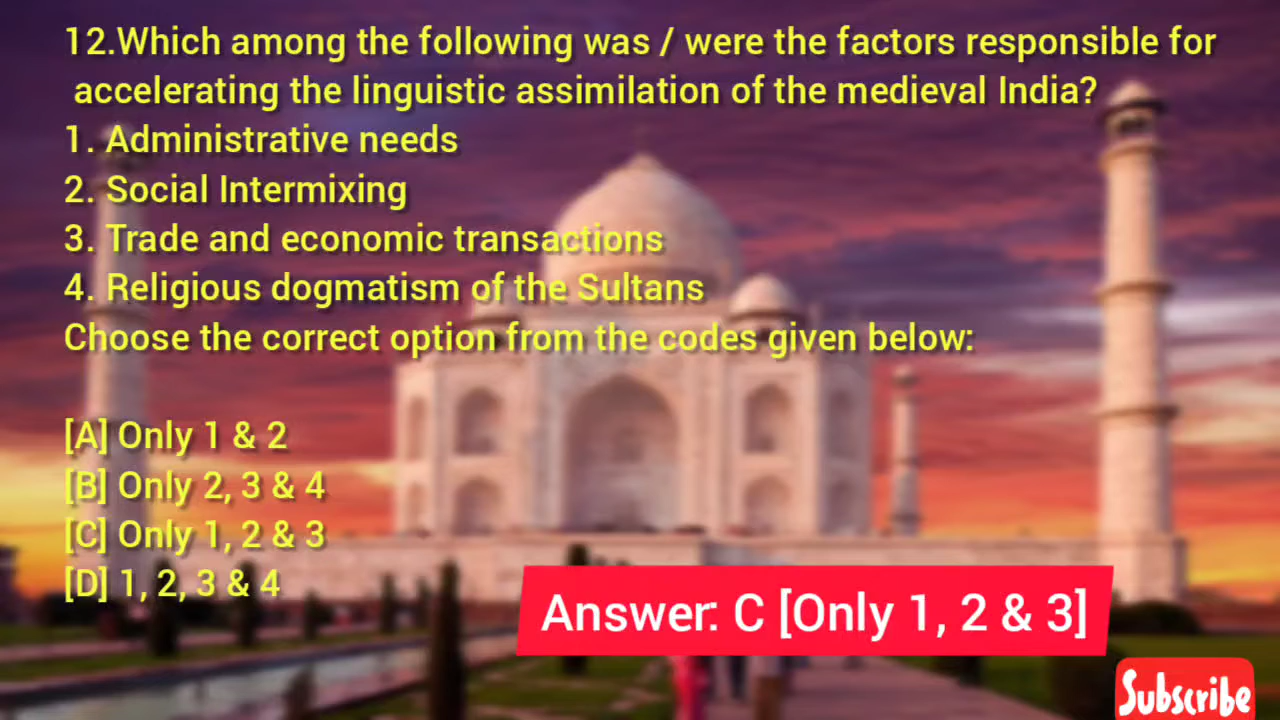 12.Which among the following was / were the factors responsible for
accelerating the linguistic assimilation of the medieval India?
1. Administrative needs
2. Social Intermixing
3. Trade and economic transactions
4. Religious dogmatism of the Sultans
Choose the correct option from the codes given below:
[A] Only 1 & 2
[B] Only 2, 3 & 4
[C] Only 1, 2 & 3
[D] 1, 2, 3 & 4
Answer: C [Only 1, 2 & 3]
Subscribe